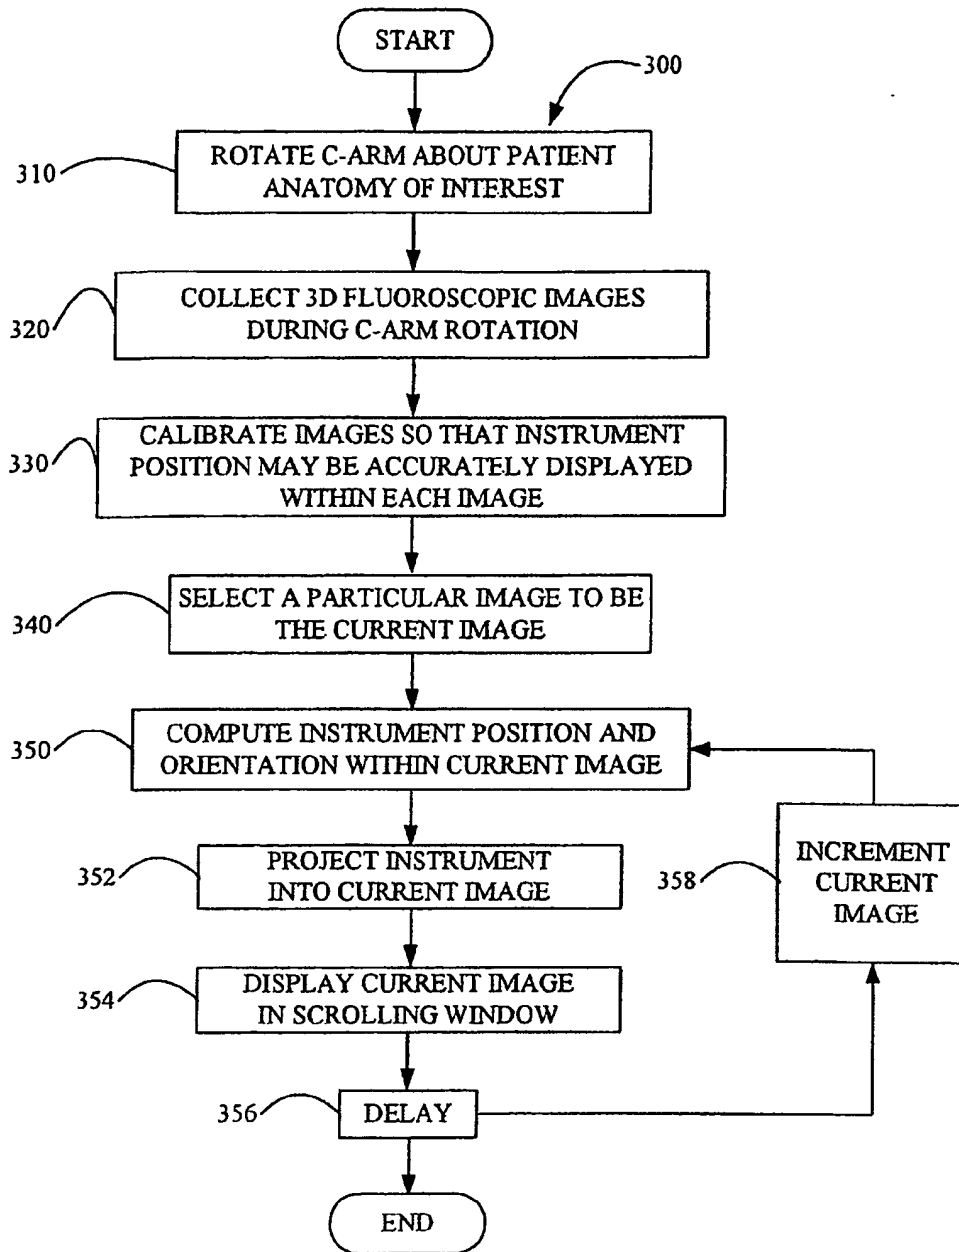 START
300
310
ROTATE C-ARM ABOUT PATIENT
ANATOMY OF INTEREST
320
COLLECT 3D FLUOROSCOPIC IMAGES
DURING C-ARM ROTATION
330
CALIBRATE IMAGES SO THAT INSTRUMENT
POSITION MAY BE ACCURATELY DISPLAYED
WITHIN EACH IMAGE
340
SELECT A PARTICULAR IMAGE TO BE
THE CURRENT IMAGE
350
COMPUTE INSTRUMENT POSITION AND
ORIENTATION WITHIN CURRENT IMAGE
352
PROJECT INSTRUMENT
INTO CURRENT IMAGE
358
INCREMENT
CURRENT
IMAGE
354
DISPLAY CURRENT IMAGE
IN SCROLLING WINDOW
356
DELAY
END